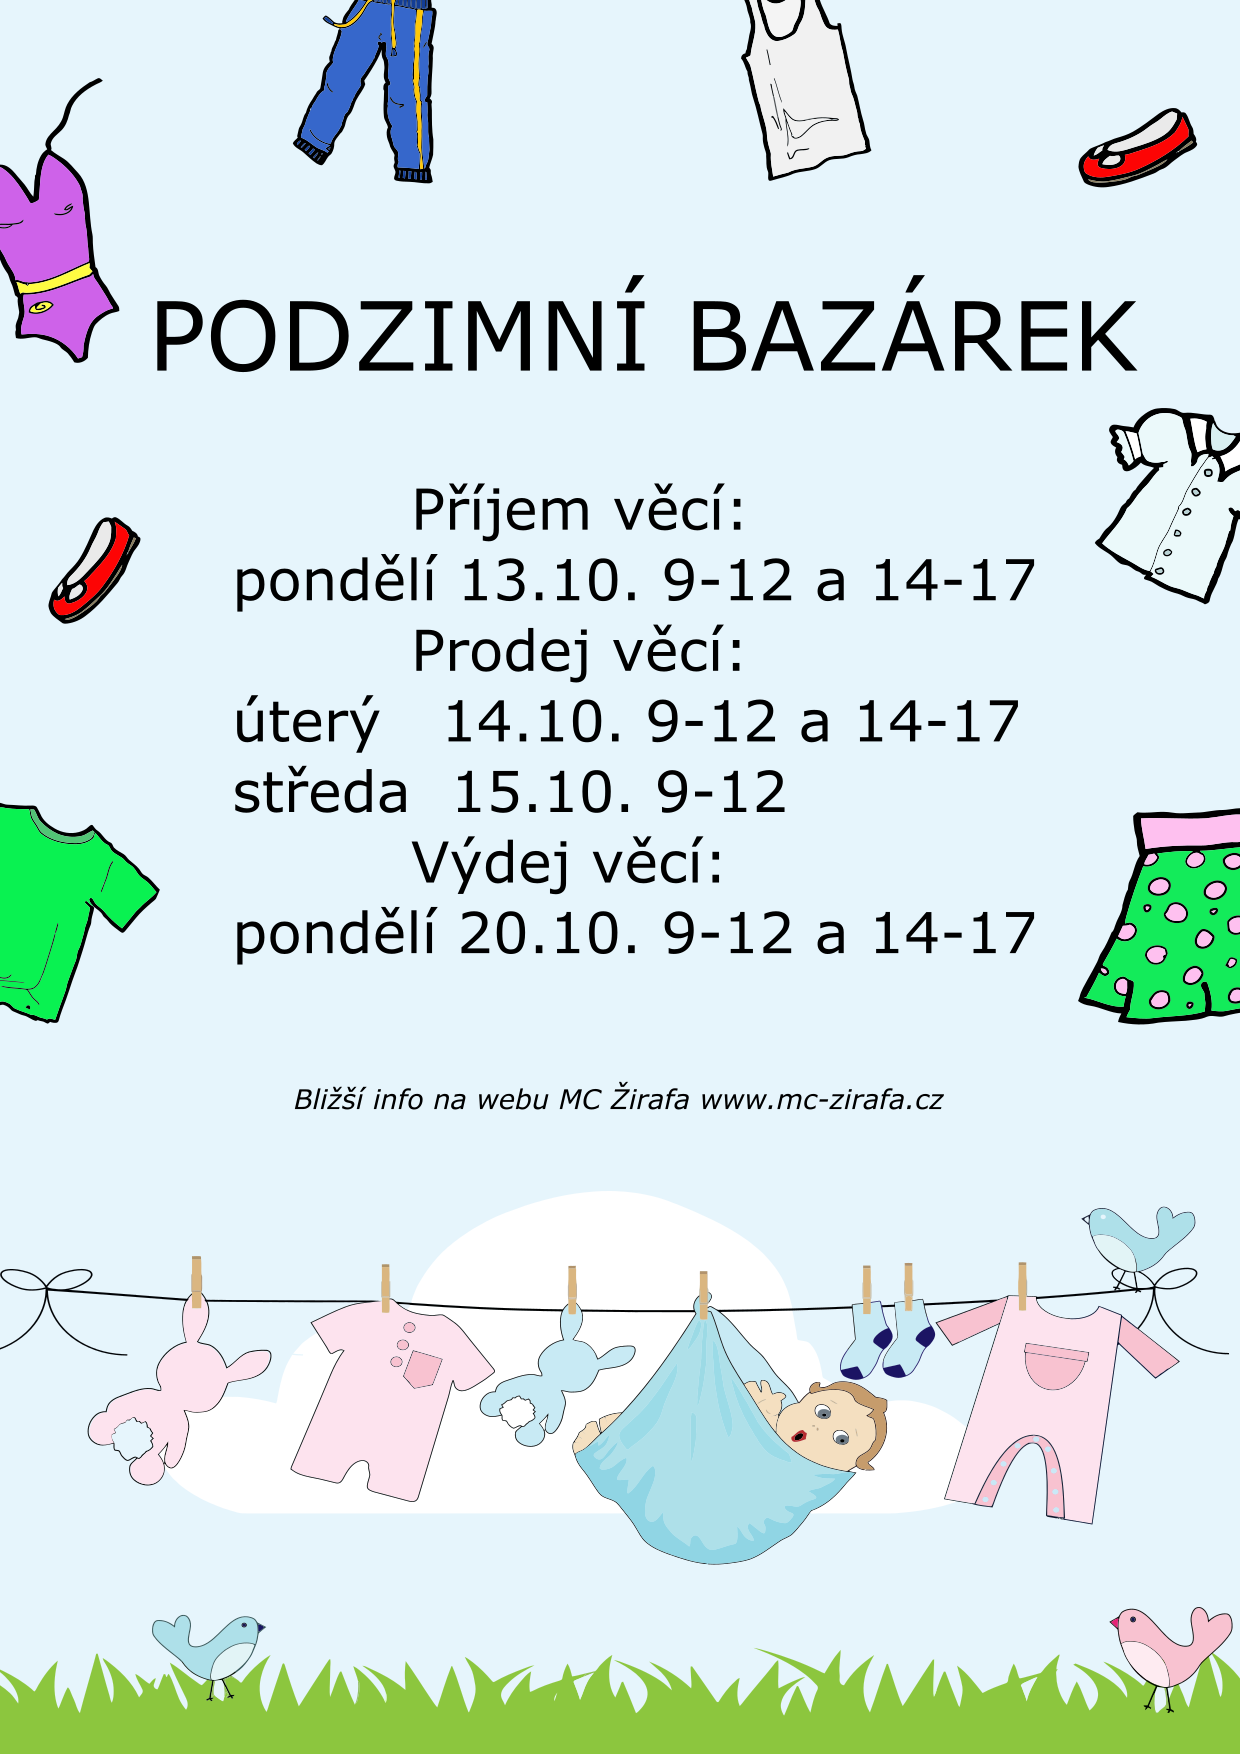 PODZIMNÍ BAZÁREK
Příjem věcí:
pondělí 13.10. 9-12 a 14-17
Prodej věcí:
úterý 14.10. 9-12 a 14-17
středa 15.10. 9-12
Výdej věcí:
pondělí 20.10. 9-12 a 14-17
Bližší info na webu MC Žirafa www.mc-zirafa.cz